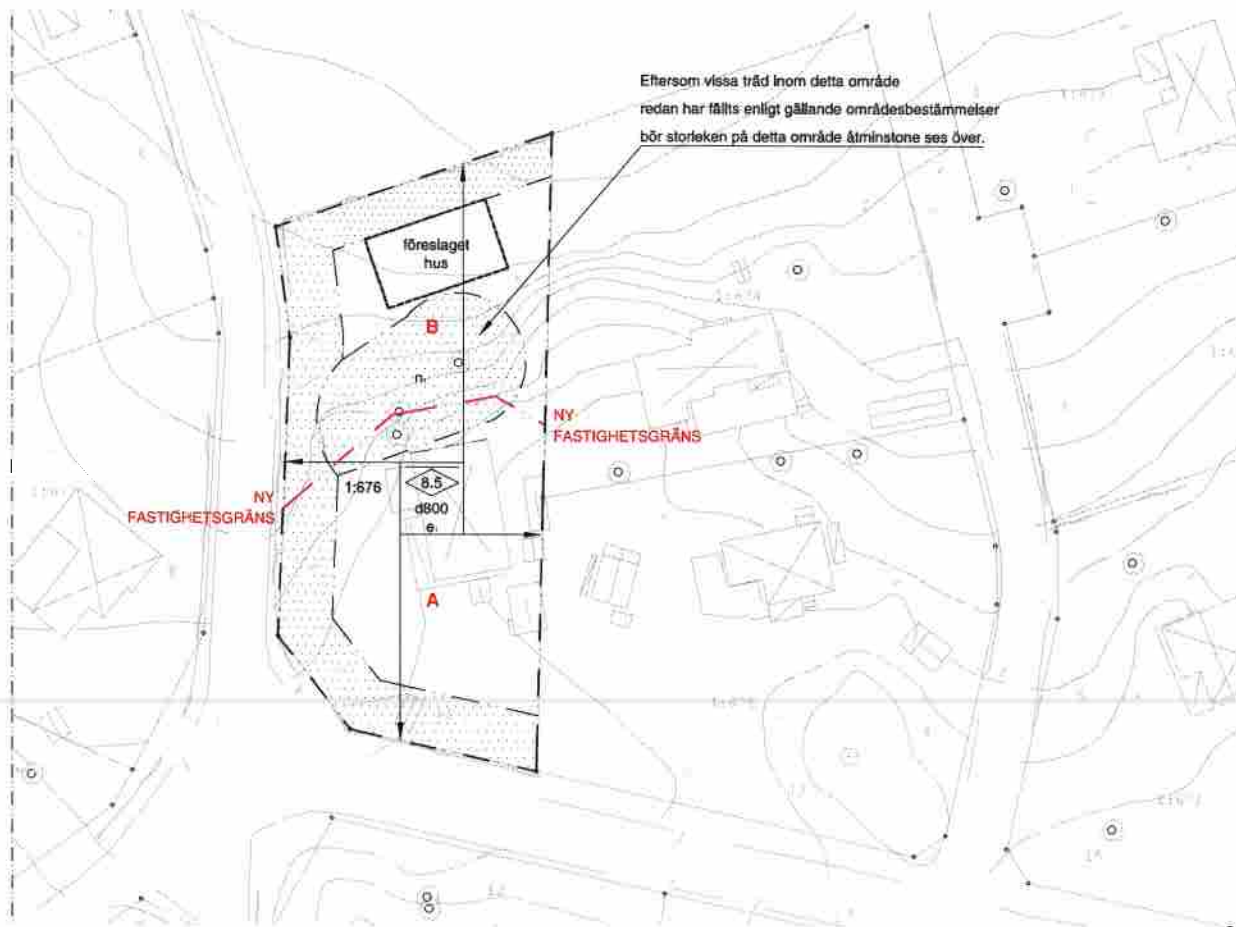 Eftersom vissa träd inom detta område
redan har fällts enligt gällande områdesbestämmelser
bör storleken på detta område åtminstone ses över.
föreslaget
hus
B
n
NY
FASTIGHETSGRÄNS
1:676
8.5
d800
e
NY
FASTIGHETSGRÄNS
A